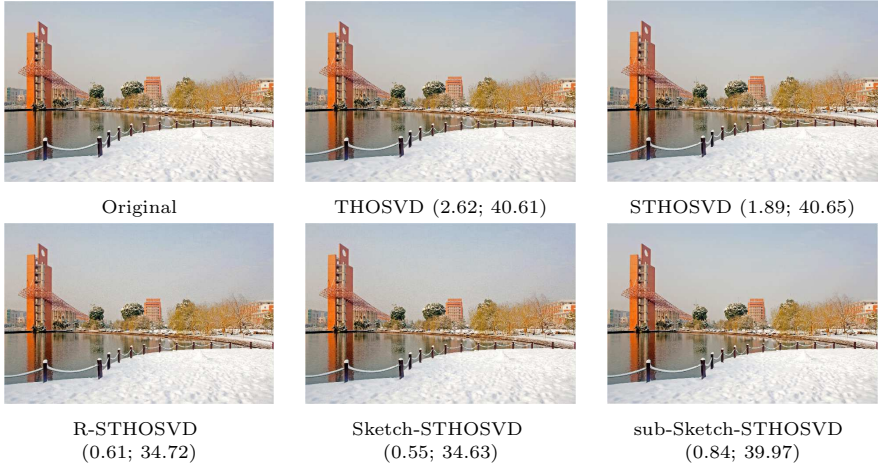 Original
THOSVD (2.62; 40.61)
STHOSVD (1.89; 40.65)
R-STHOSVD
(0.61; 34.72)
Sketch-STHOSVD
(0.55; 34.63)
sub-Sketch-STHOSVD
(0.84; 39.97)